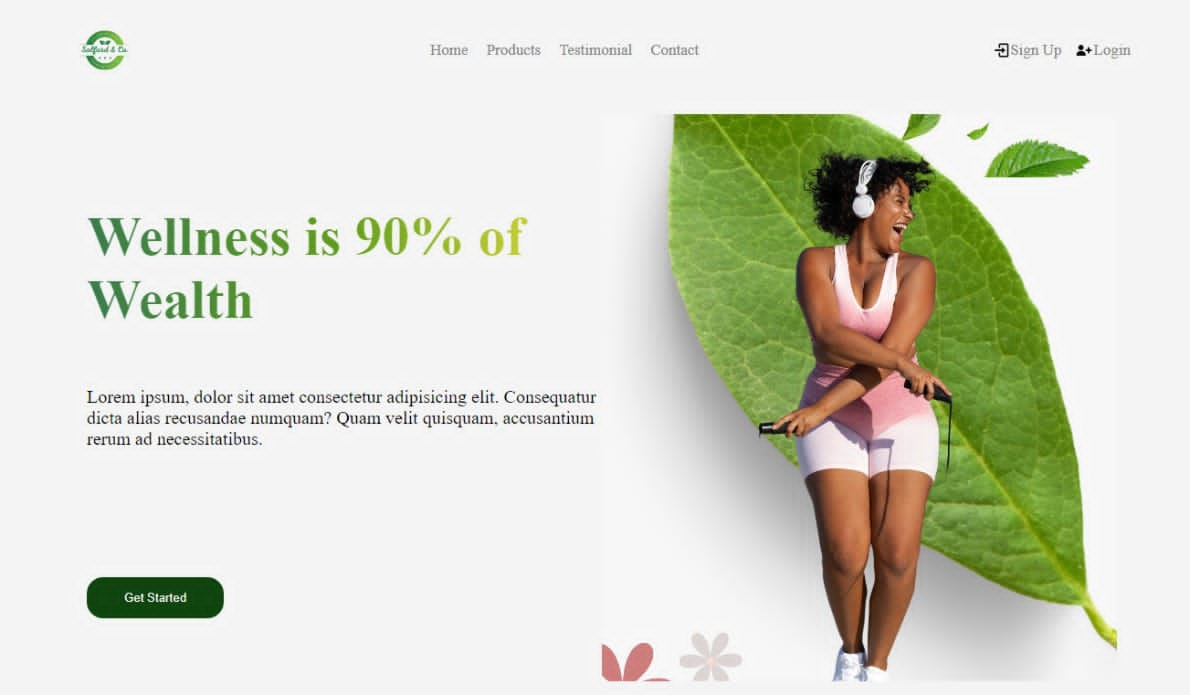 Salford & Co.
Home Products Testimonial Contact
Sign Up Login
Wellness is 90% of
Wealth
Lorem ipsum, dolor sit amet consectetur adipisicing elit. Consequatur
dicta alias recusandae numquam? Quam velit quisquam, accusantium
rerum ad necessitatibus.
Get Started